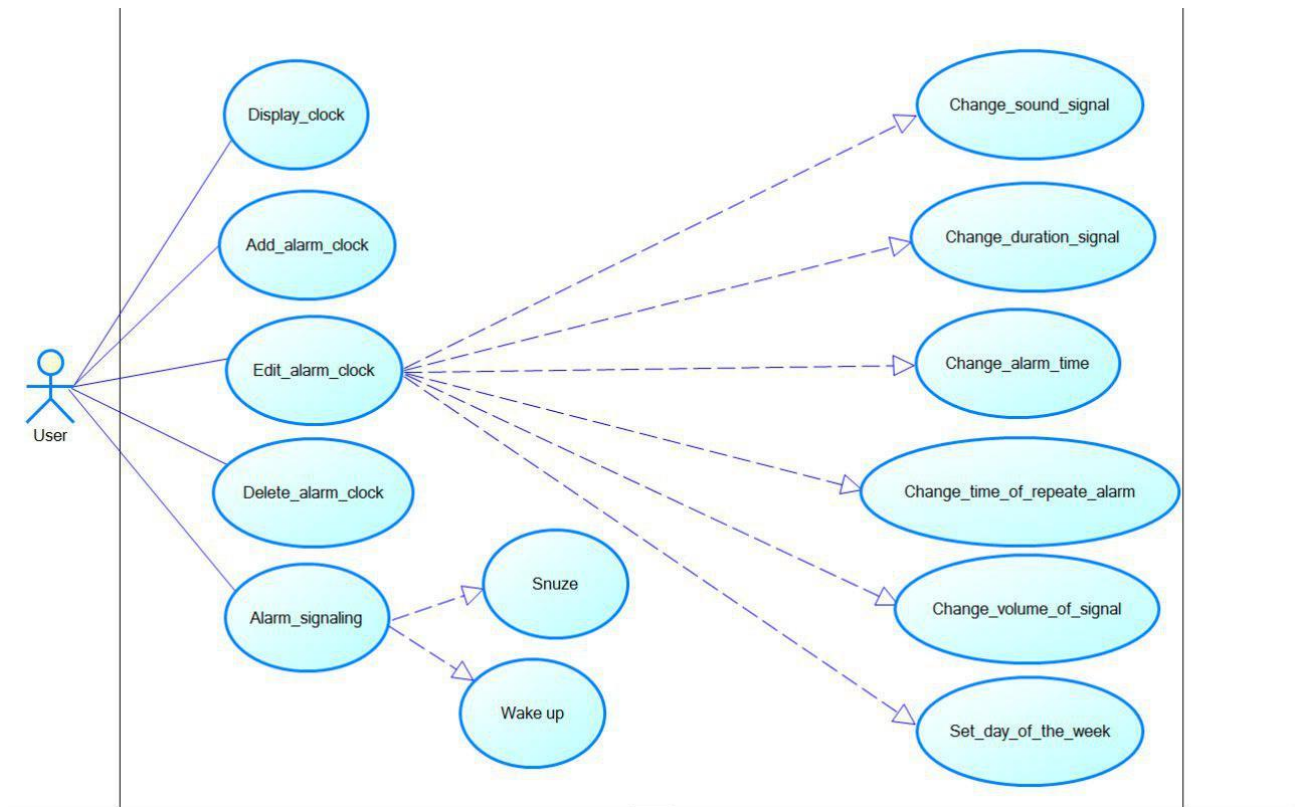 Display_clock
Add_alarm_clock
Edit_alarm_clock
Delete_alarm_clock
Alarm_signaling
User
Snuze
Wake up
Change_sound_signal
Change_duration_signal
Change_alarm_time
Change_time_of_repeate_alarm
Change_volume_of_signal
Set_day_of_the_week